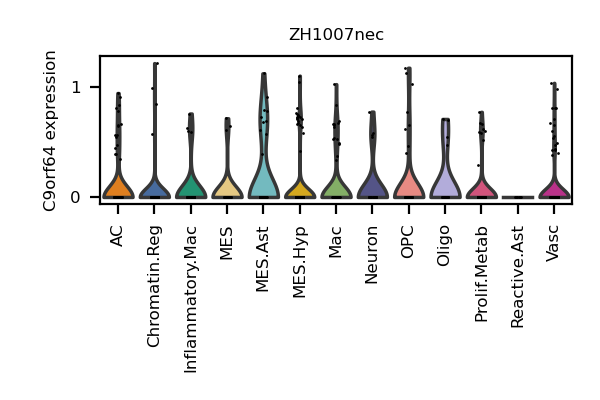 ZH1007nec
C9orf64 expression
1
0
AC
Chromatin.Reg
Inflammatory.Mac
MES
MES.Ast
MES.Hyp
Mac
Neuron
OPC
Oligo
Prolif.Metab
Reactive.Ast
Vasc